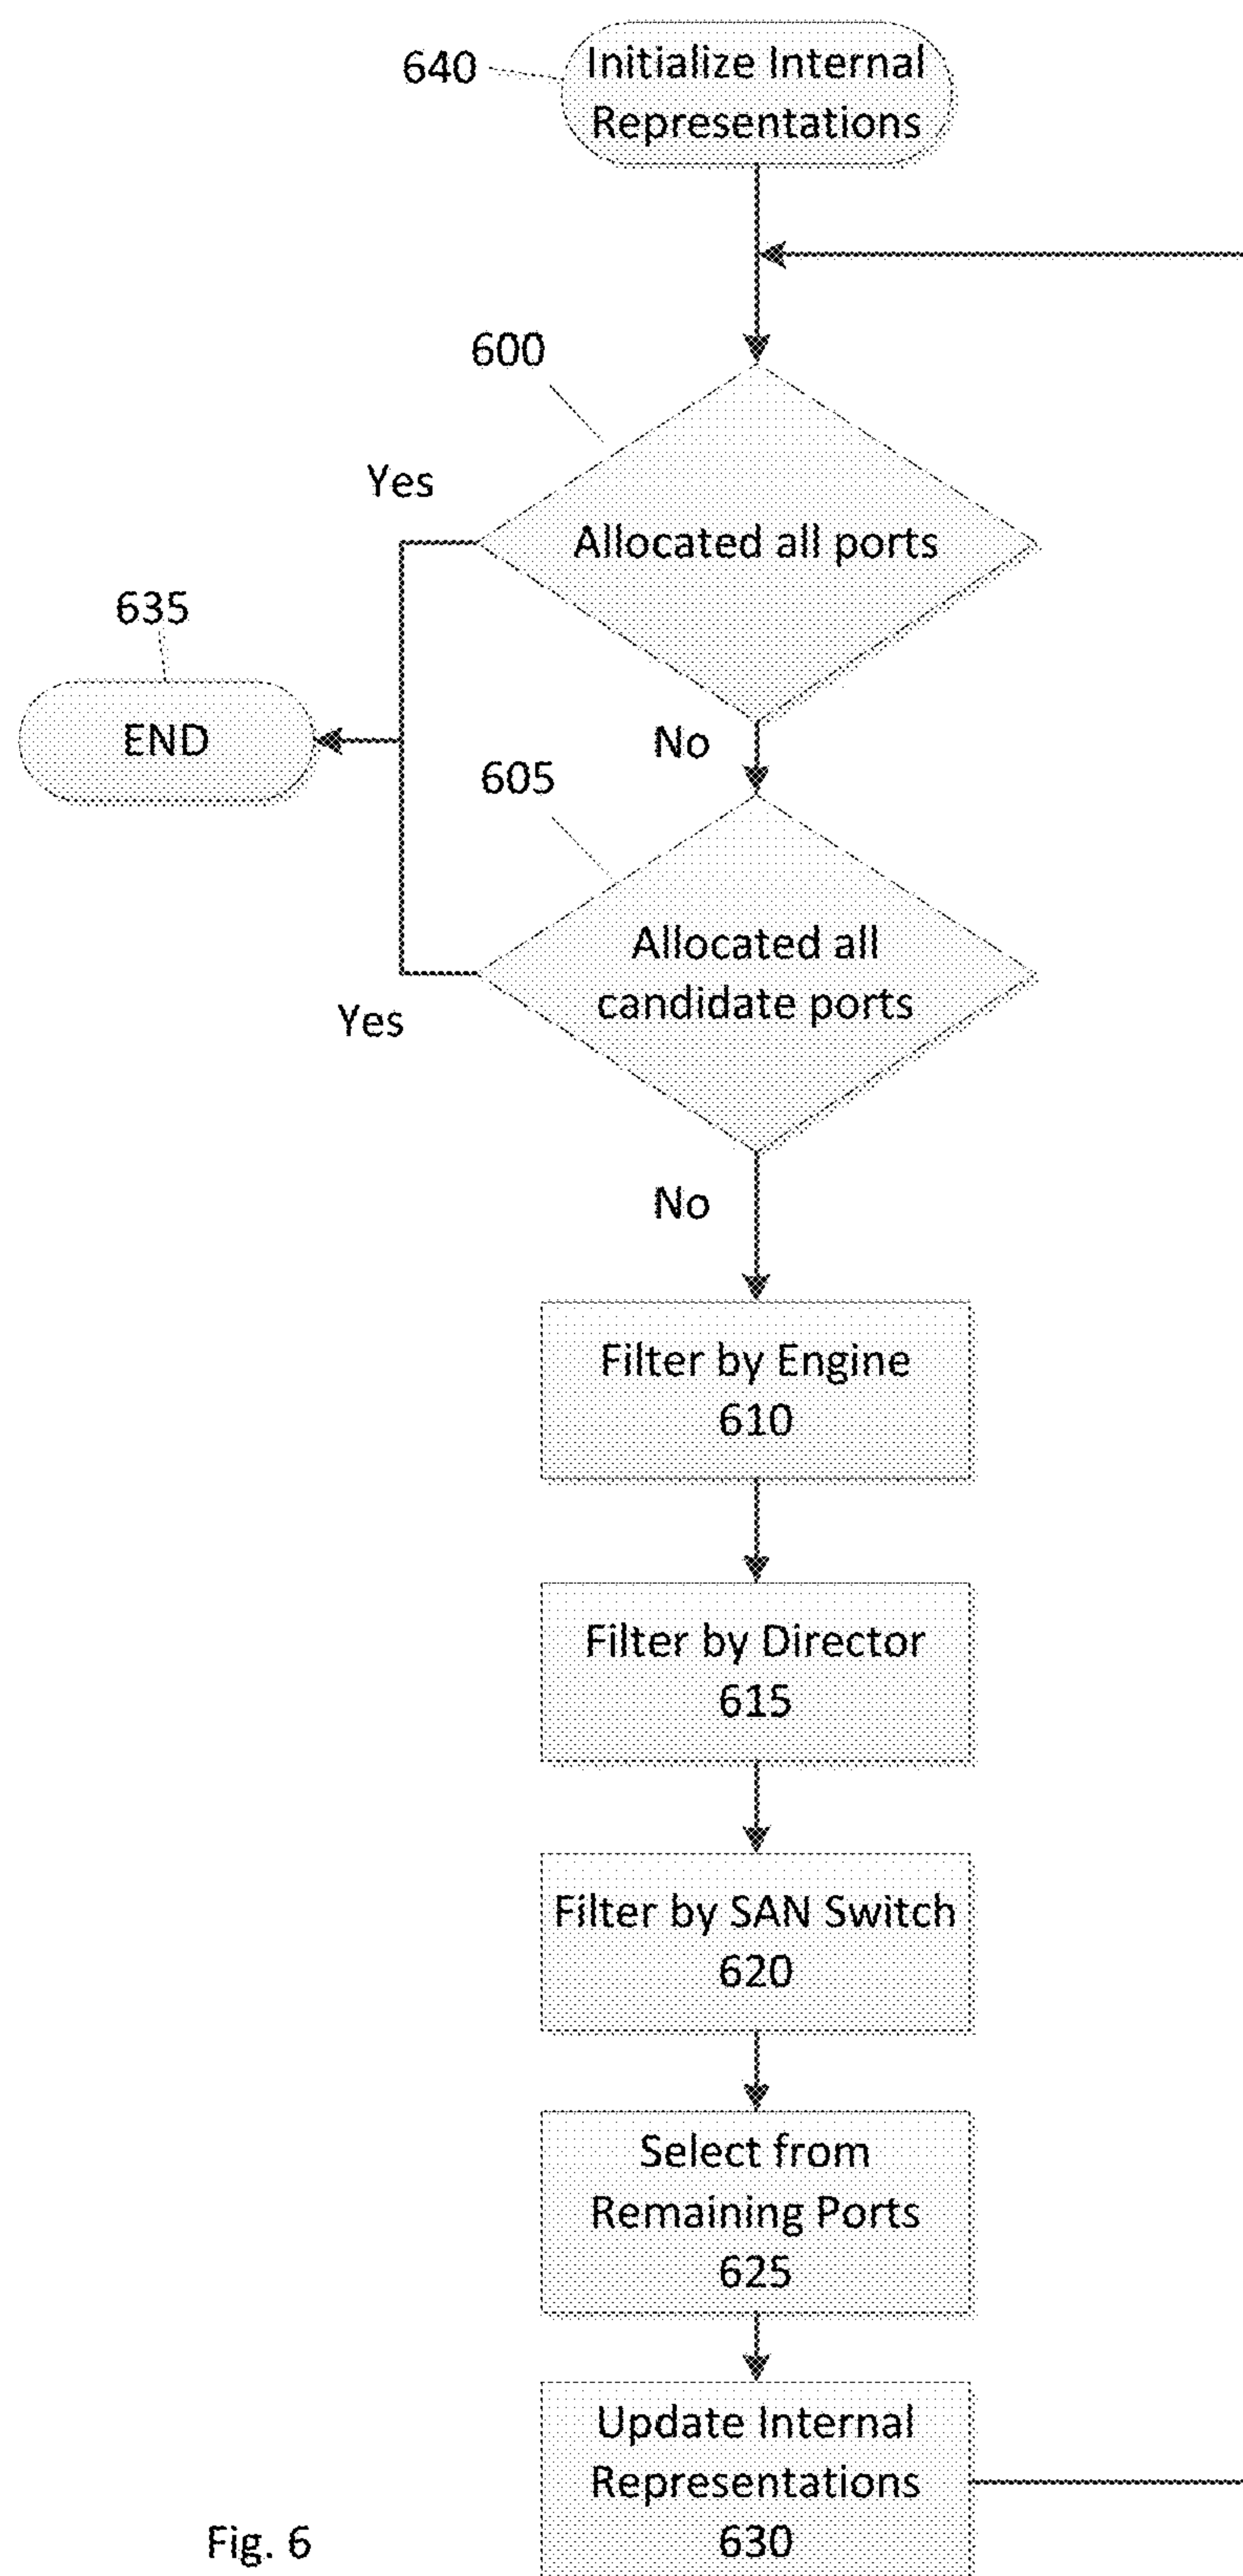 640
Initialize Internal
Representations
600
Yes
Allocated all ports
635
END
No
605
Allocated all
candidate ports
Yes
No
Filter by Engine
610
Filter by Director
615
Filter by SAN Switch
620
Select from
Remaining Ports
625
Update Internal
Representations
630
Fig. 6